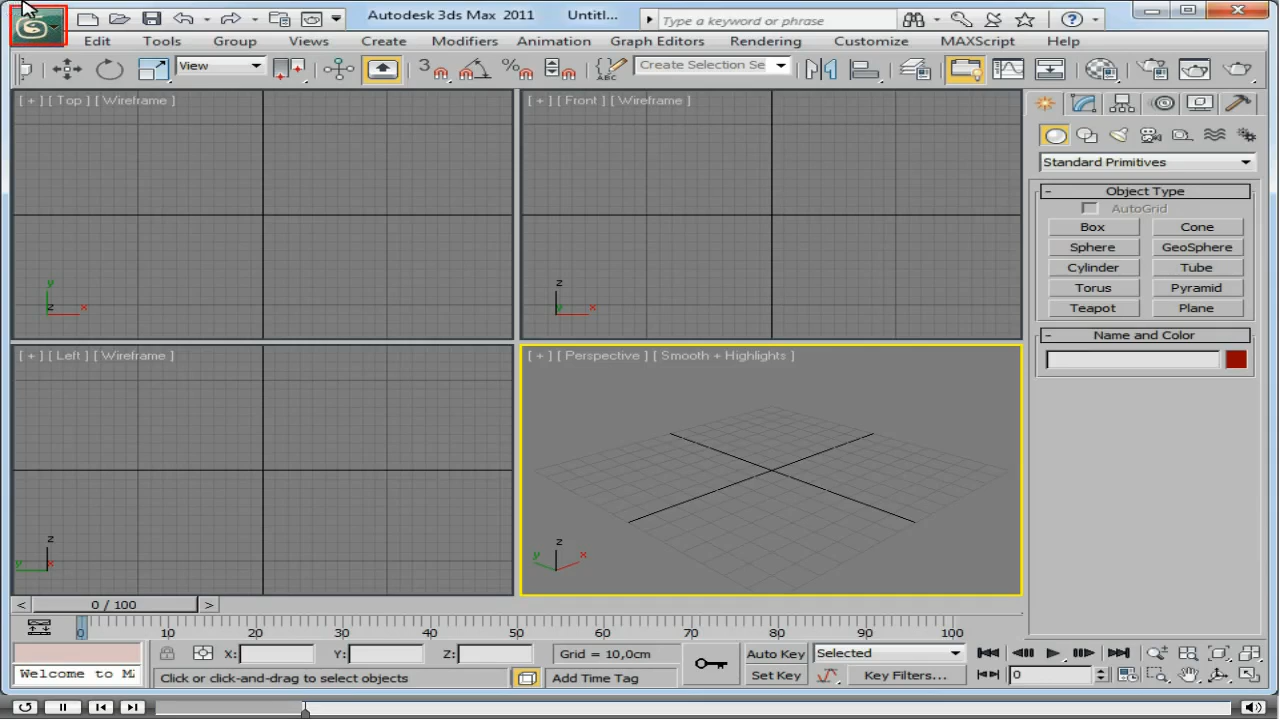 Autodesk 3ds Max 2011 Untitl... Type a keyword or phrase
Edit Tools Group Views Create Modifiers Animation Graph Editors Rendering Customize MAXScript Help
View 3 % ABC Create Selection Se
[ + ] [ Top ] [ Wireframe ]
[ + ] [ Front ] [ Wireframe ]
Standard Primitives
- Object Type
AutoGrid
Box Cone
Sphere GeoSphere
Cylinder Tube
Torus Pyramid
Teapot Plane
- Name and Color
y
z x
z
y x
[ + ] [ Left ] [ Wireframe ]
[ + ] [ Perspective ] [ Smooth + Highlights ]
z
y x
z
y x
< 0 / 100 >
0 10 20 30 40 50 60 70 80 90 100
X: Y: Z: Grid = 10,0cm Auto Key Selected
Welcome to Click or click-and-drag to select objects Add Time Tag Set Key Key Filters... 0